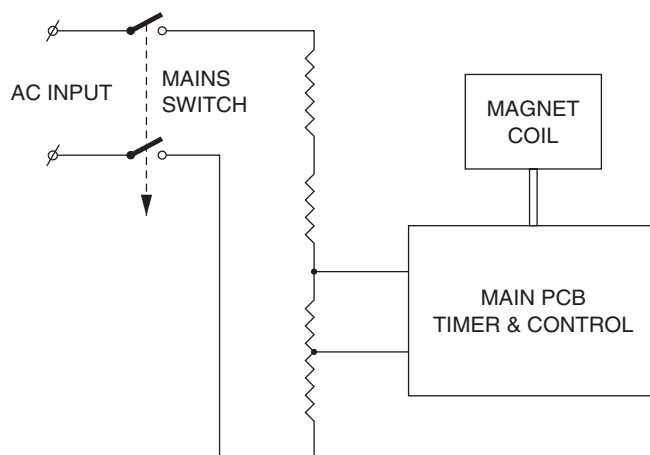 AC INPUT
MAINS
SWITCH
MAGNET
COIL
MAIN PCB
TIMER & CONTROL